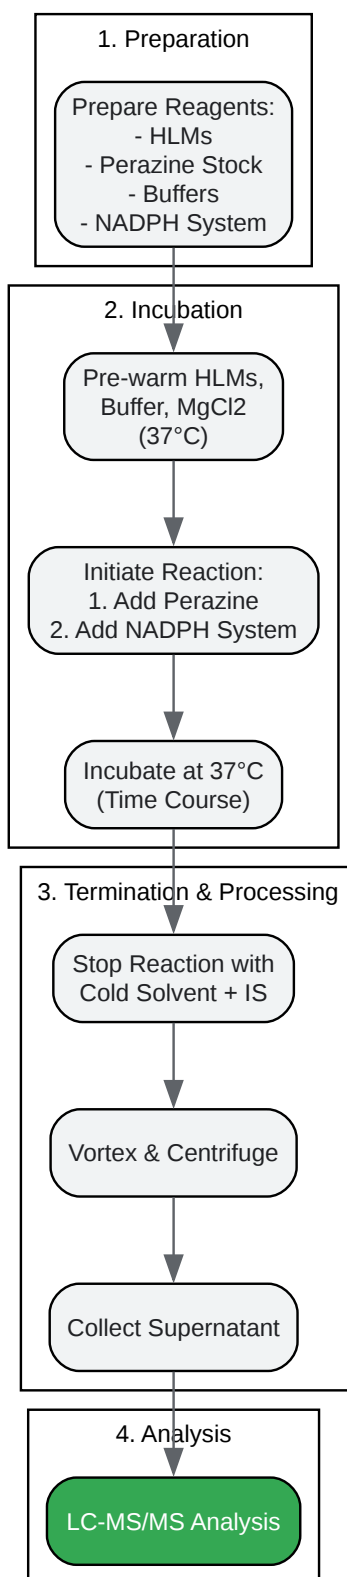 1. Preparation
Prepare Reagents:
- HLMs
- Perazine Stock
- Buffers
- NADPH System
2. Incubation
Pre-warm HLMs,
Buffer, MgCl2
(37°C)
Initiate Reaction:
1. Add Perazine
2. Add NADPH System
Incubate at 37°C
(Time Course)
3. Termination & Processing
Stop Reaction with
Cold Solvent + IS
Vortex & Centrifuge
Collect Supernatant
4. Analysis
LC-MS/MS Analysis